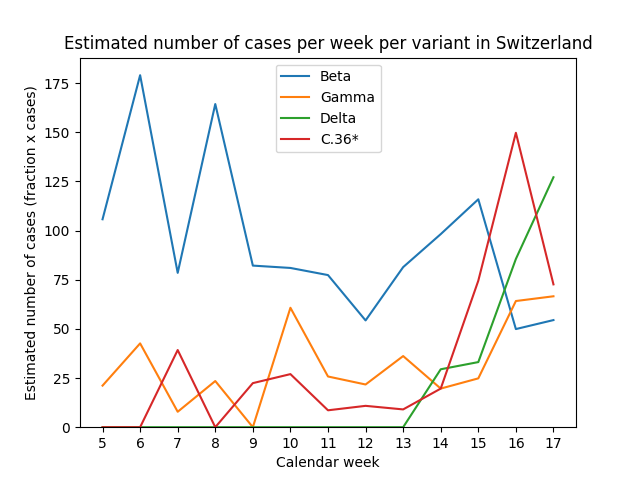 Estimated number of cases per week per variant in Switzerland
Estimated number of cases (fraction x cases)
175
150
125
100
75
50
25
0
Beta
Gamma
Delta
C.36*
5 6 7 8 9 10 11 12 13 14 15 16 17
Calendar week